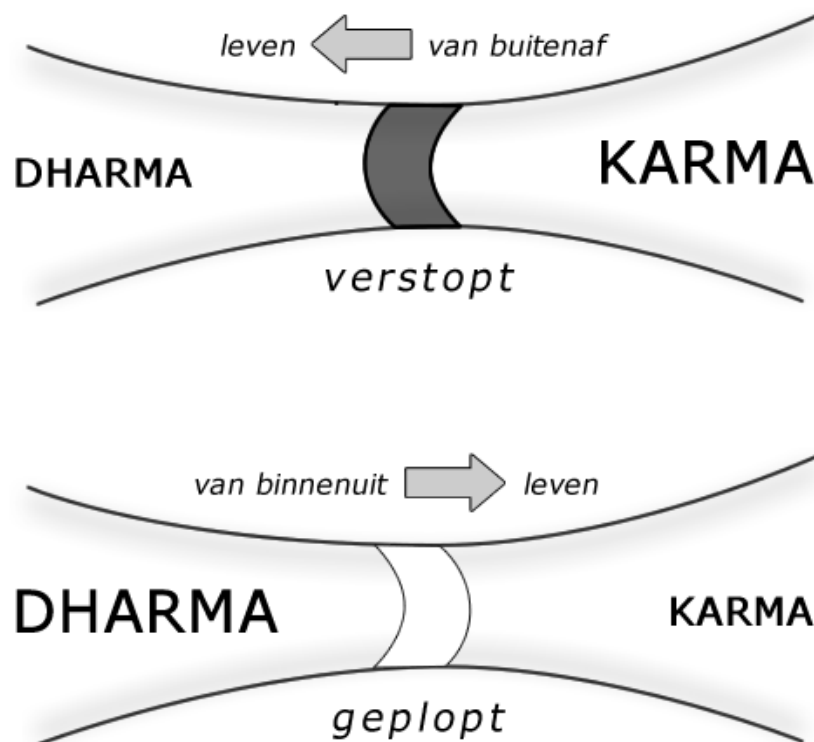 leven van buitenaf
DHARMA KARMA
verstopt
van binnenuit leven
DHARMA KARMA
geplopt